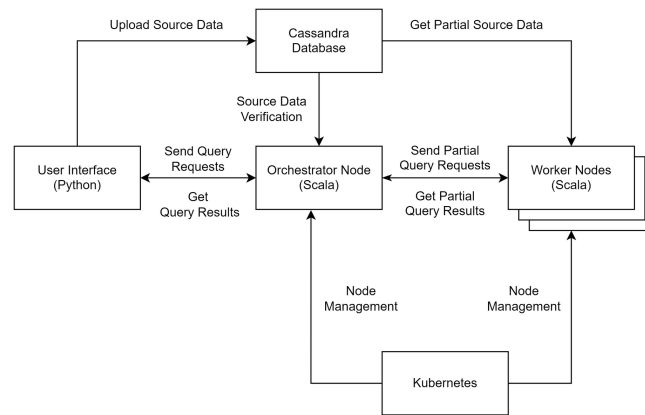 Upload Source Data
Cassandra
Database
Get Partial Source Data
Source Data
Verification
User Interface
(Python)
Send Query
Requests
Get
Query Results
Orchestrator Node
(Scala)
Send Partial
Query Requests
Get Partial
Query Results
Worker Nodes
(Scala)
Node
Management
Node
Management
Kubernetes